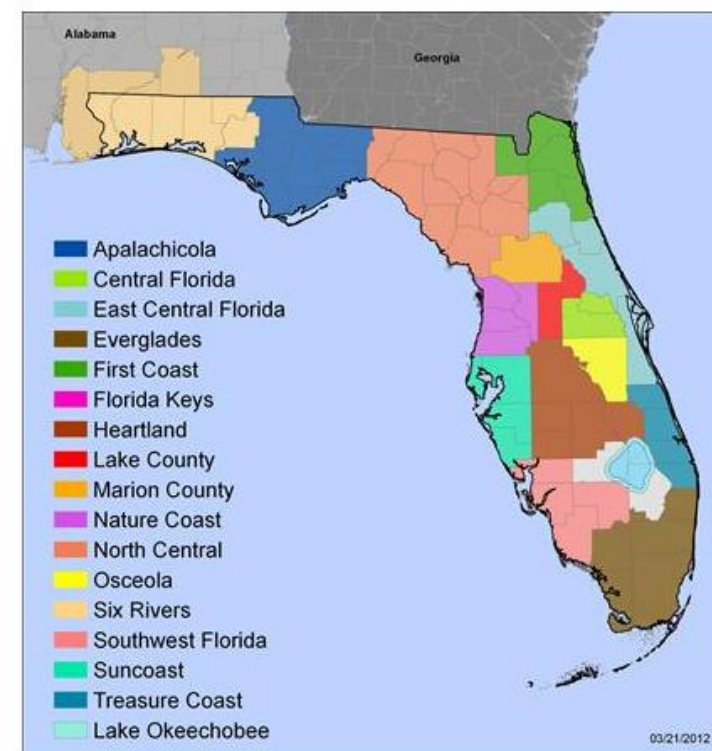 Alabama
Georgia
Apalachicola
Central Florida
East Central Florida
Everglades
First Coast
Florida Keys
Heartland
Lake County
Marion County
Nature Coast
North Central
Osceola
Six Rivers
Southwest Florida
Suncoast
Treasure Coast
Lake Okeechobee
03/21/2012